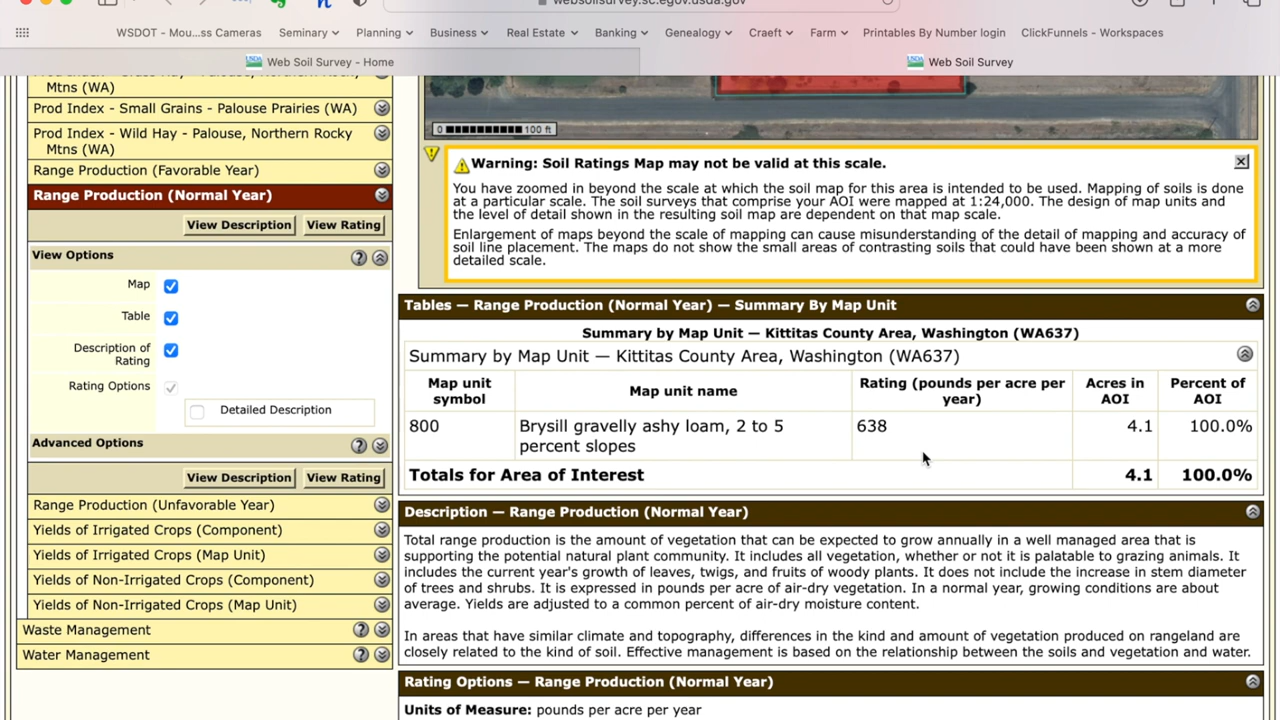 websoilsurvey.sc.egov.usda.gov
WSDOT - Mou...ss Cameras Seminary Planning Business Real Estate Banking Genealogy Craeft Farm Printables By Number login ClickFunnels - Workspaces
Web Soil Survey - Home
Web Soil Survey
Mtns (WA)
Prod Index - Small Grains - Palouse Prairies (WA)
Prod Index - Wild Hay - Palouse, Northern Rocky
Mtns (WA)
Range Production (Favorable Year)
Range Production (Normal Year)
View Description View Rating
View Options
Map
Table
Description of
Rating
Rating Options
Detailed Description
Advanced Options
View Description View Rating
Range Production (Unfavorable Year)
Yields of Irrigated Crops (Component)
Yields of Irrigated Crops (Map Unit)
Yields of Non-Irrigated Crops (Component)
Yields of Non-Irrigated Crops (Map Unit)
Waste Management
Water Management
0 100 ft
Warning: Soil Ratings Map may not be valid at this scale.
You have zoomed in beyond the scale at which the soil map for this area is intended to be used. Mapping of soils is done
at a particular scale. The soil surveys that comprise your AOI were mapped at 1:24,000. The design of map units and
the level of detail shown in the resulting soil map are dependent on that map scale.
Enlargement of maps beyond the scale of mapping can cause misunderstanding of the detail of mapping and accuracy of
soil line placement. The maps do not show the small areas of contrasting soils that could have been shown at a more
detailed scale.
Tables — Range Production (Normal Year) — Summary By Map Unit
Summary by Map Unit — Kittitas County Area, Washington (WA637)
Summary by Map Unit — Kittitas County Area, Washington (WA637)
Map unit symbol Map unit name Rating (pounds per acre per year) Acres in AOI Percent of AOI
800 Brysill gravelly ashy loam, 2 to 5 percent slopes 638 4.1 100.0%
Totals for Area of Interest 4.1 100.0%
Description — Range Production (Normal Year)
Total range production is the amount of vegetation that can be expected to grow annually in a well managed area that is
supporting the potential natural plant community. It includes all vegetation, whether or not it is palatable to grazing animals. It
includes the current year's growth of leaves, twigs, and fruits of woody plants. It does not include the increase in stem diameter
of trees and shrubs. It is expressed in pounds per acre of air-dry vegetation. In a normal year, growing conditions are about
average. Yields are adjusted to a common percent of air-dry moisture content.
In areas that have similar climate and topography, differences in the kind and amount of vegetation produced on rangeland are
closely related to the kind of soil. Effective management is based on the relationship between the soils and vegetation and water.
Rating Options — Range Production (Normal Year)
Units of Measure: pounds per acre per year